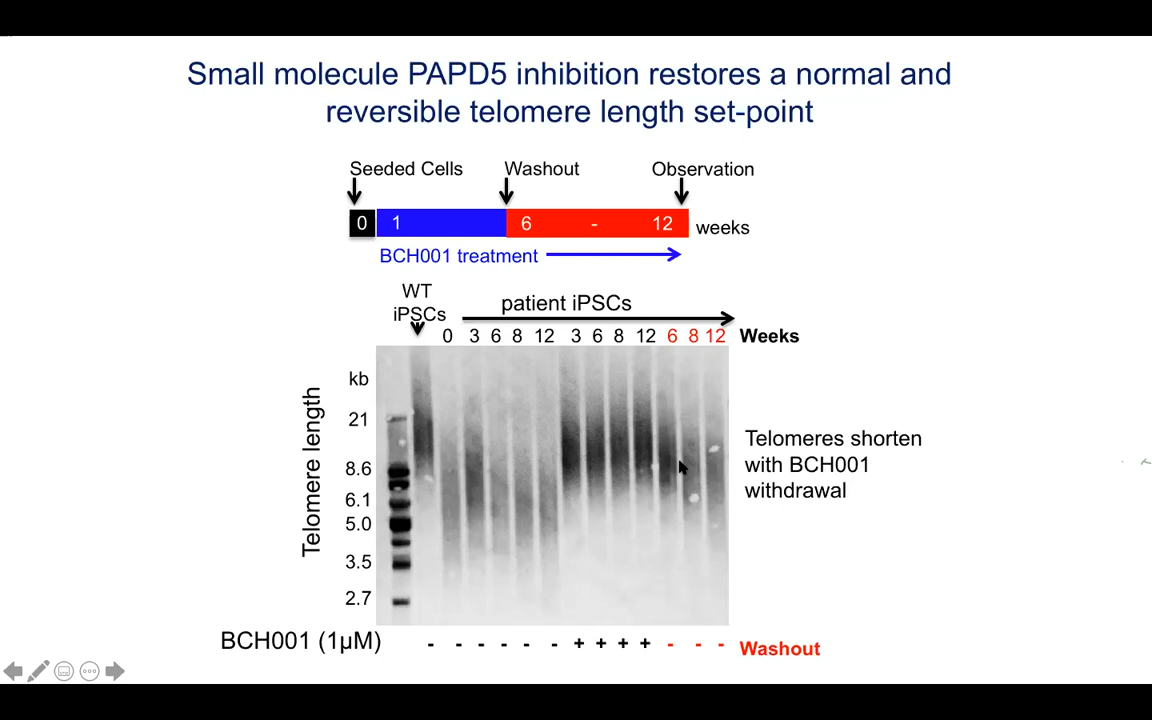 Small molecule PAPD5 inhibition restores a normal and
reversible telomere length set-point
Seeded Cells Washout Observation
0 1 6 - 12 weeks
BCH001 treatment
WT
iPSCs patient iPSCs
0 3 6 8 12 3 6 8 12 6 8 12 Weeks
Telomere length
kb
21
8.6
6.1
5.0
3.5
2.7
Telomeres shorten
with BCH001
withdrawal
BCH001 (1µM) - - - - - - + + + + - - - Washout